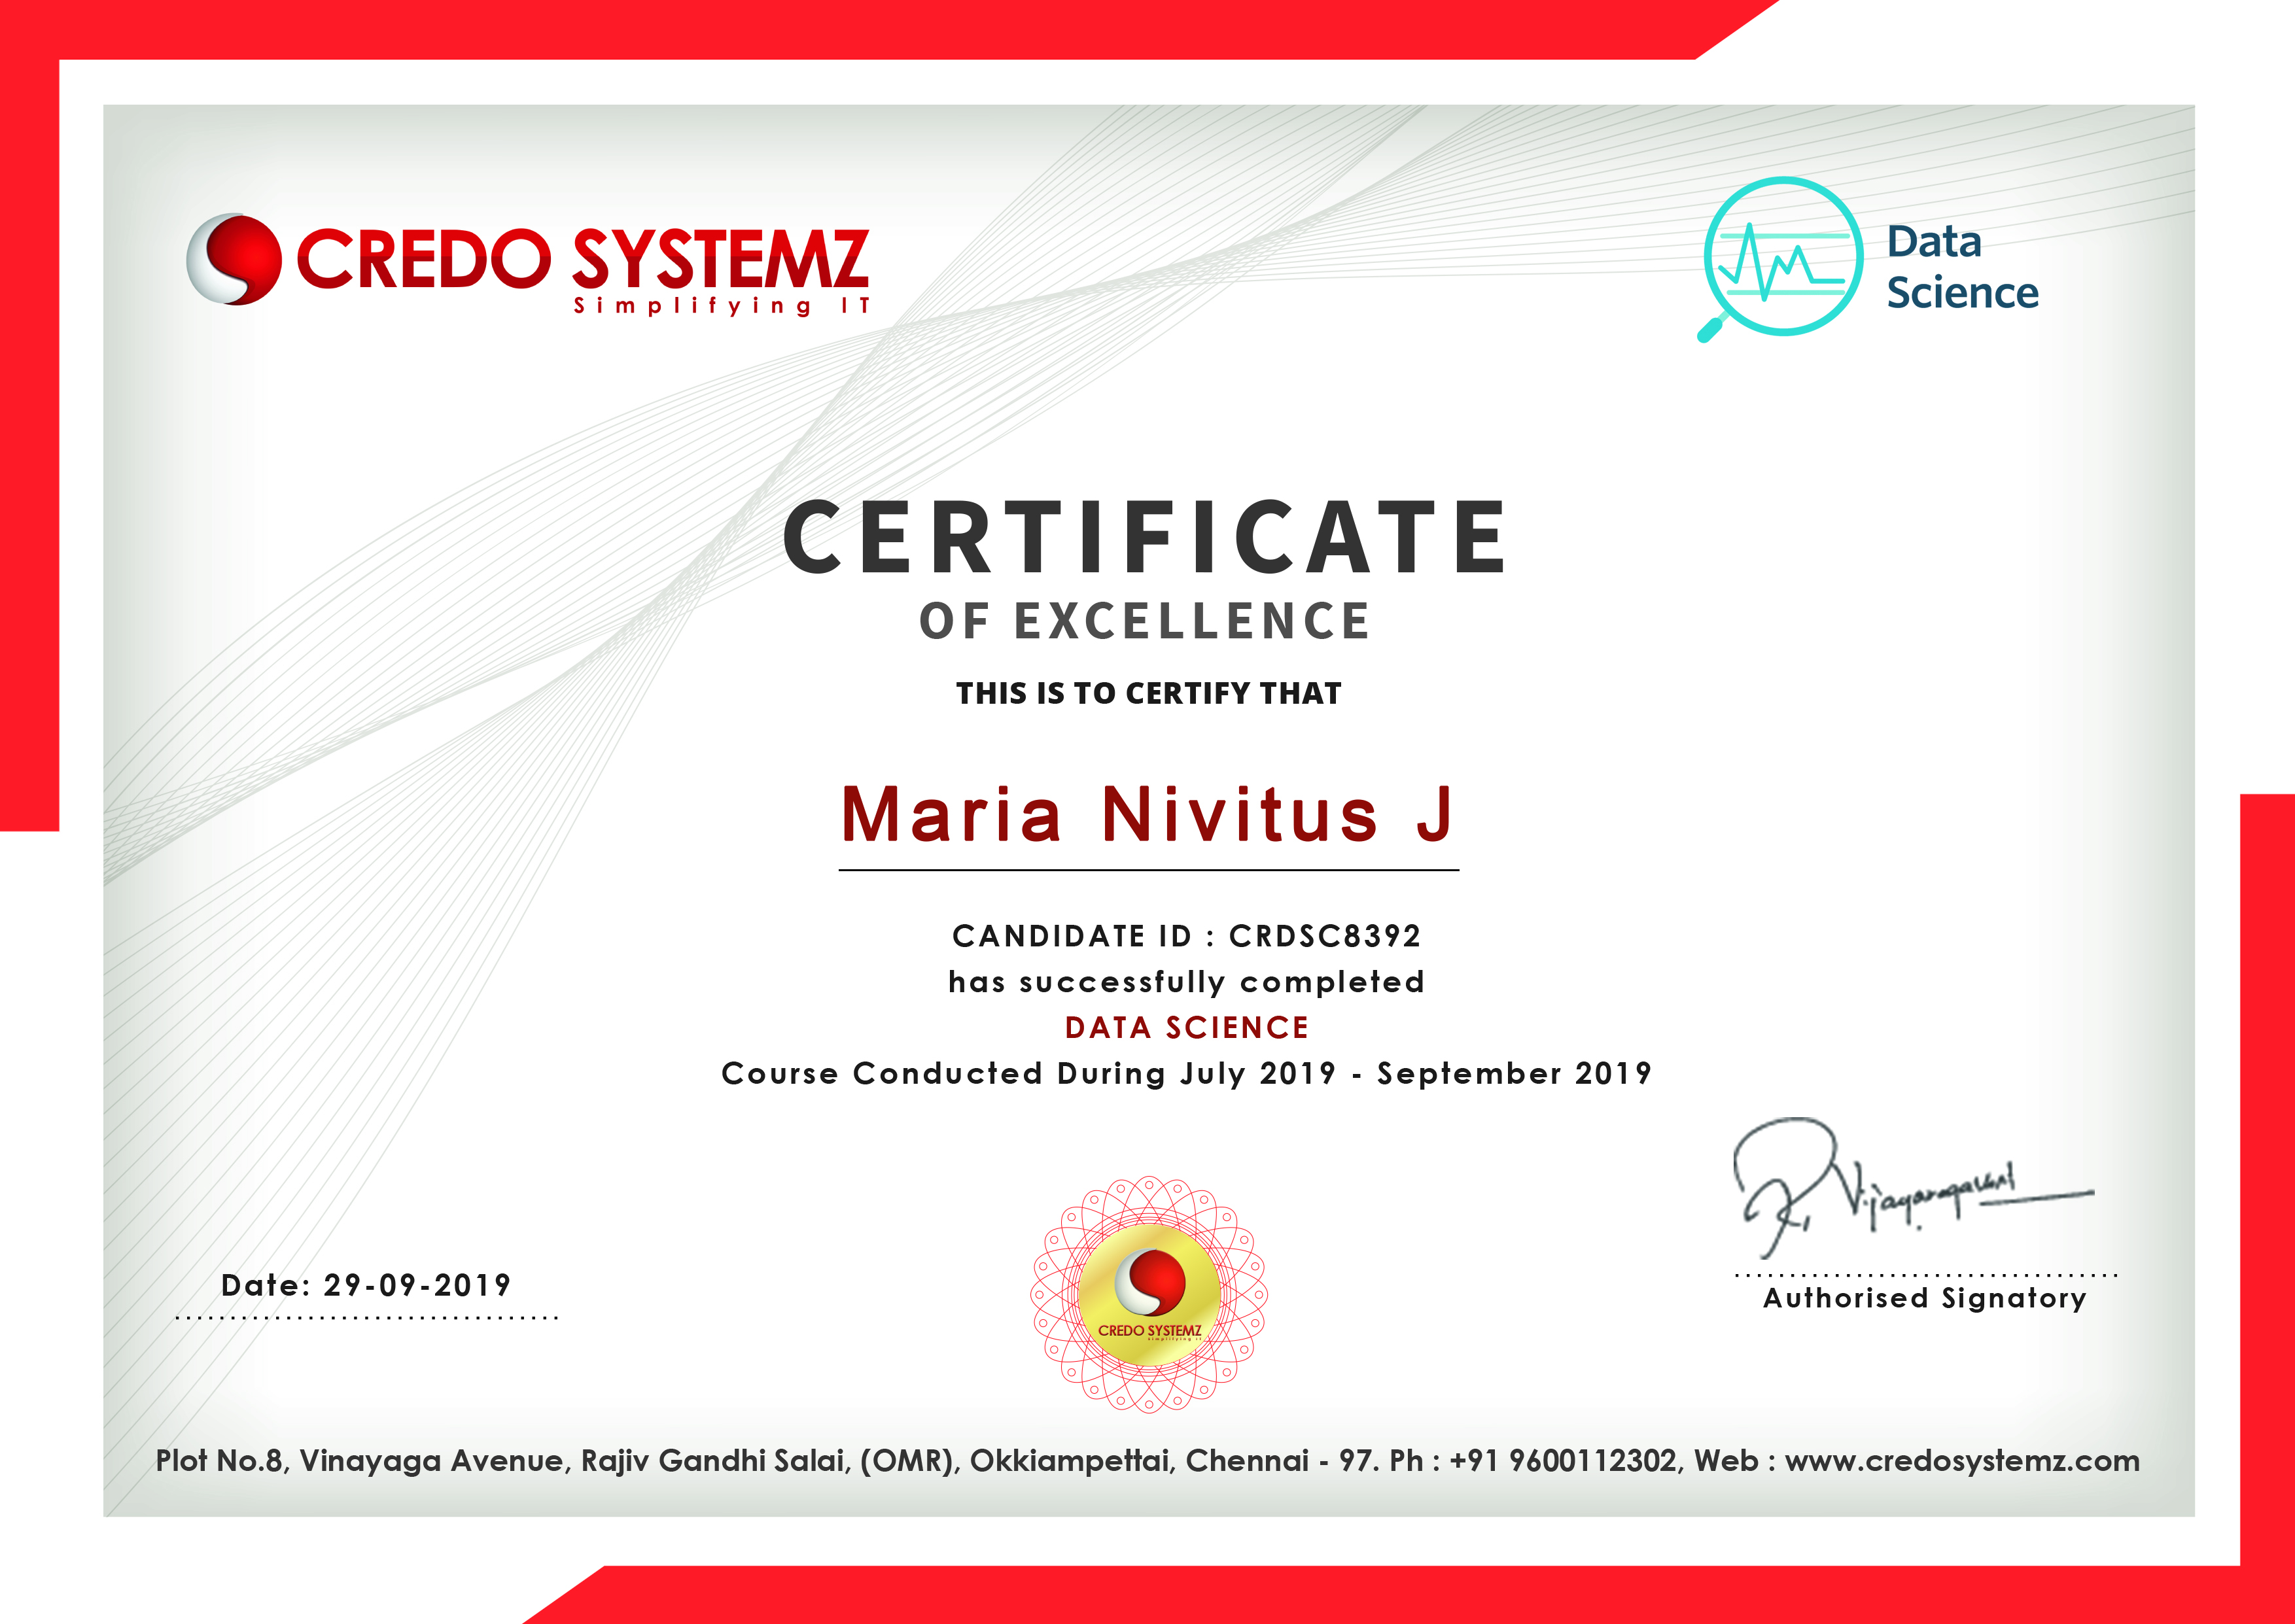 CREDO SYSTEMZ
Simplifying IT
Data
Science
CERTIFICATE
OF EXCELLENCE
THIS IS TO CERTIFY THAT
Maria Nivitus J
CANDIDATE ID : CRDSC8392
has successfully completed
DATA SCIENCE
Course Conducted During July 2019 - September 2019
R. Vijayaragavan
Date: 29-09-2019
Authorised Signatory
CREDO SYSTEMZ
Simplifying IT
Plot No.8, Vinayaga Avenue, Rajiv Gandhi Salai, (OMR), Okkiampettai, Chennai - 97. Ph : +91 9600112302, Web : www.credosystemz.com